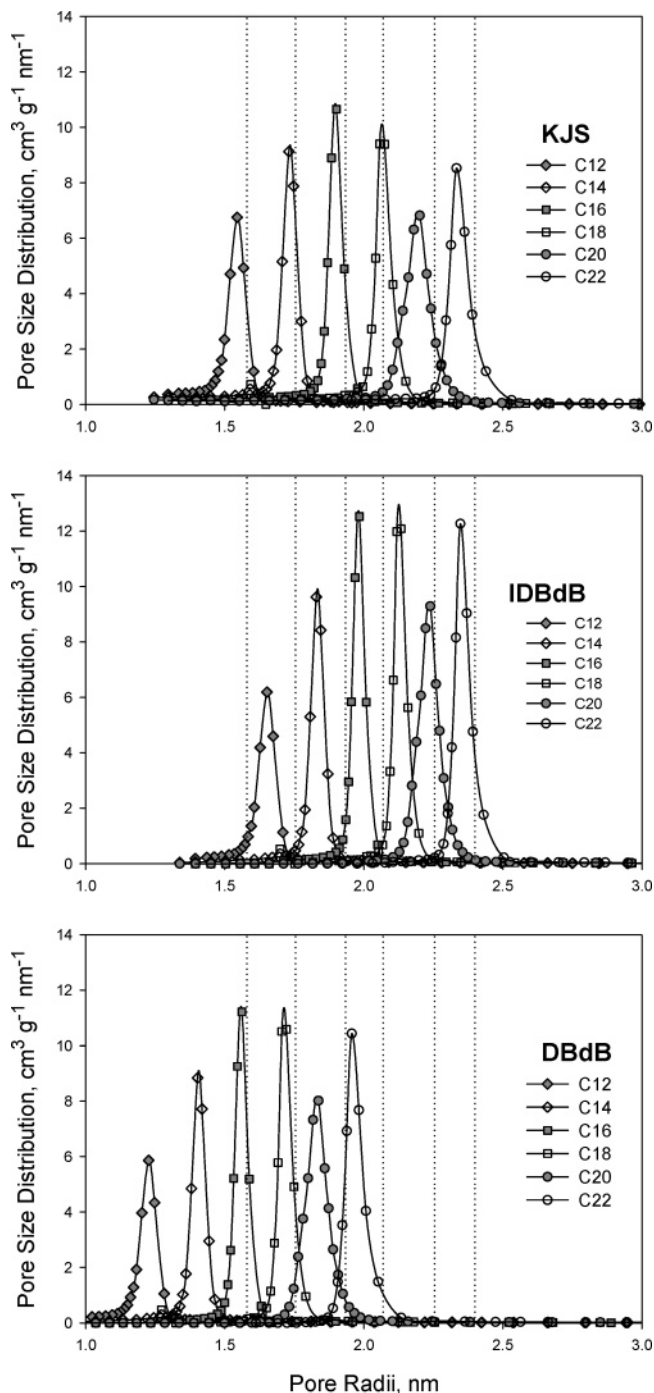 14
12
10
8
6
4
2
0
Pore Size Distribution, cm³ g⁻¹ nm⁻¹
KJS
C12
C14
C16
C18
C20
C22
1.0 1.5 2.0 2.5 3.0
14
12
10
8
6
4
2
0
Pore Size Distribution, cm³ g⁻¹ nm⁻¹
IDBdB
C12
C14
C16
C18
C20
C22
1.0 1.5 2.0 2.5 3.0
14
12
10
8
6
4
2
0
Pore Size Distribution, cm³ g⁻¹ nm⁻¹
DBdB
C12
C14
C16
C18
C20
C22
1.0 1.5 2.0 2.5 3.0
Pore Radii, nm